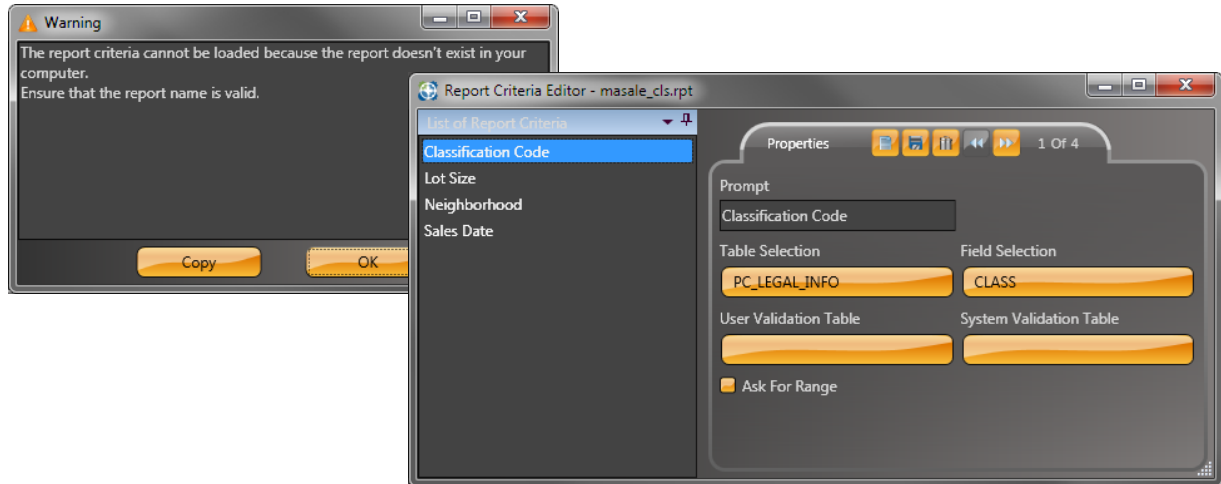 Warning
The report criteria cannot be loaded because the report doesn't exist in your
computer.
Ensure that the report name is valid.
Copy
OK
Report Criteria Editor - masale_cls.rpt
List of Report Criteria
Classification Code
Lot Size
Neighborhood
Sales Date
Properties
1 Of 4
Prompt
Classification Code
Table Selection
Field Selection
PC_LEGAL_INFO
CLASS
User Validation Table
System Validation Table
Ask For Range